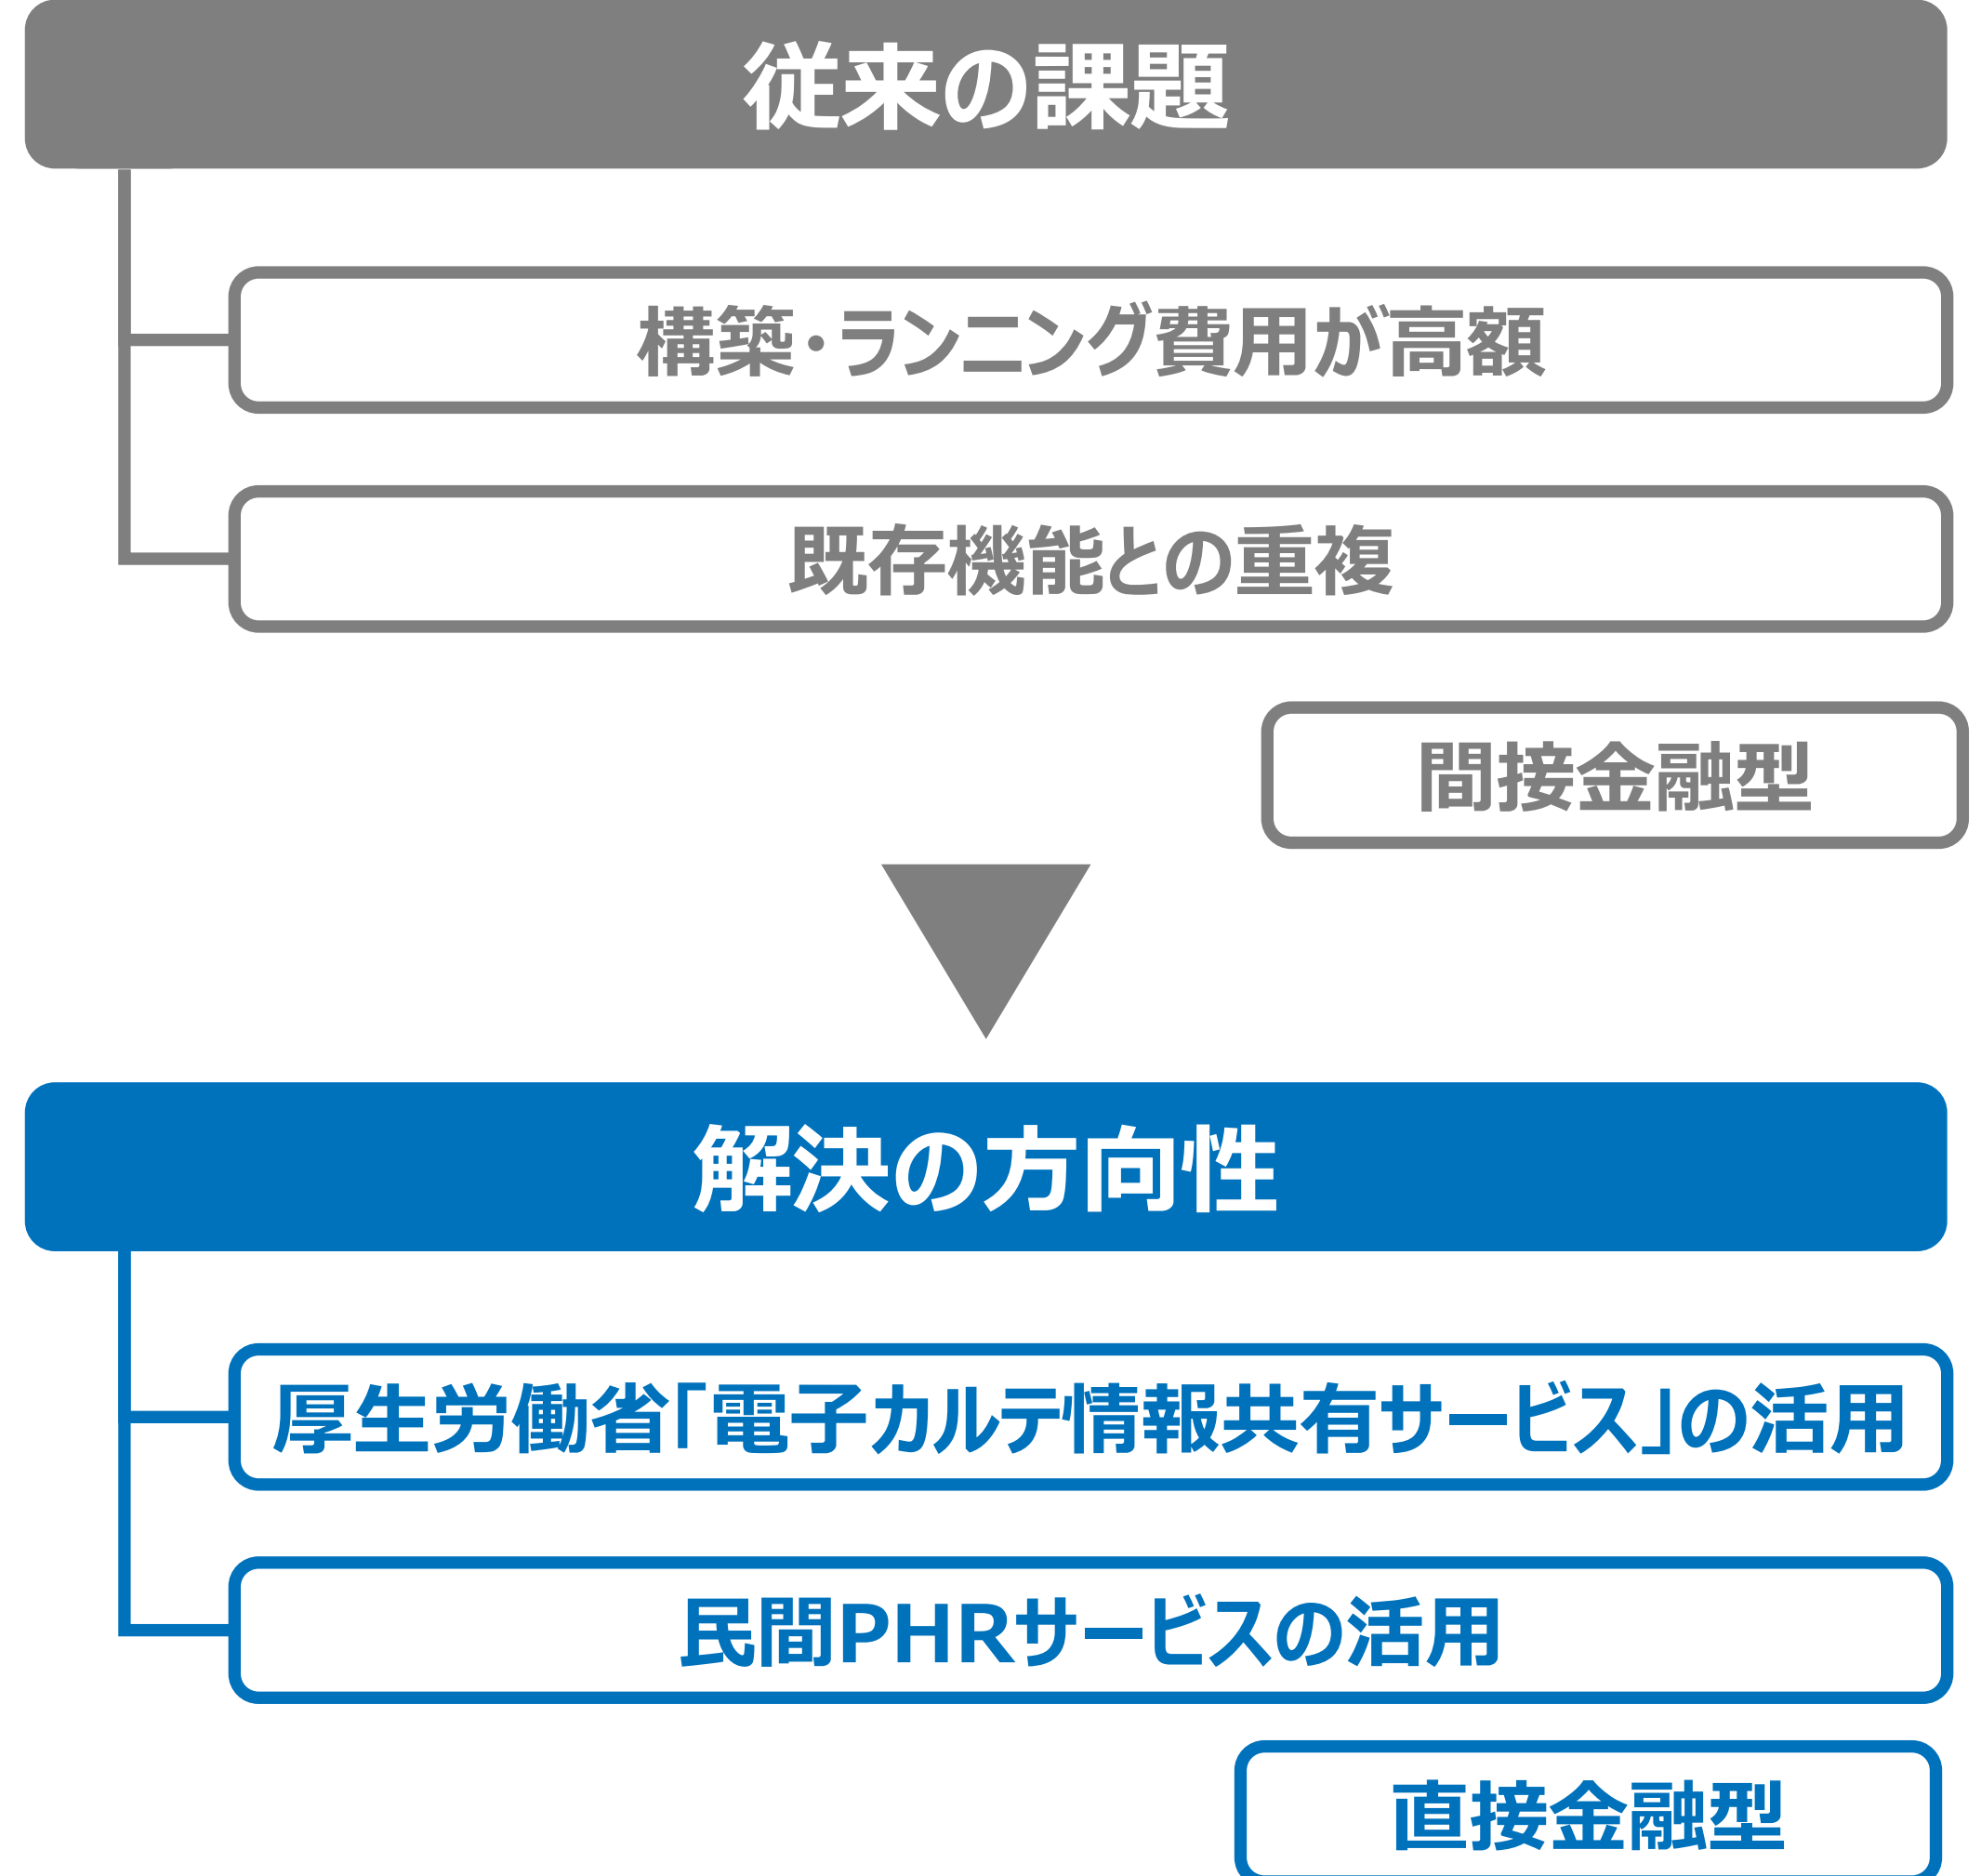 従来の課題
構築・ランニング費用が高額
既存機能との重複
間接金融型
解決の方向性
厚生労働省「電子カルテ情報共有サービス」の活用
民間PHRサービスの活用
直接金融型